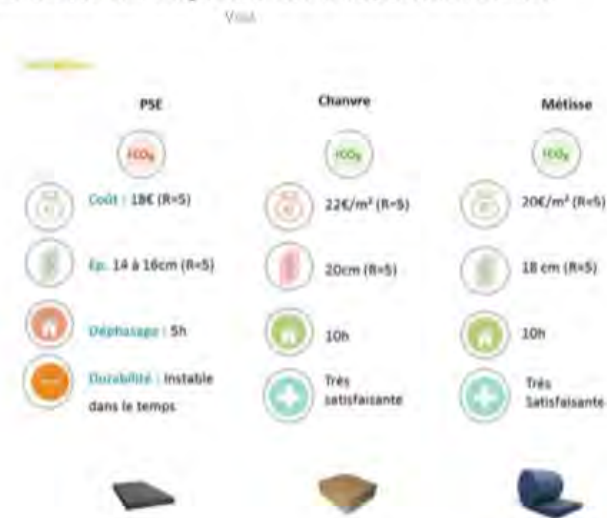 PSE
Chanvre
Métisse
Coût : 18€ (R=5)
22€/m² (R=5)
20€/m² (R=5)
Ep. 14 à 16cm (R=5)
20cm (R=5)
18 cm (R=5)
Déphasage : 5h
10h
10h
Durabilité : Instable
dans le temps
Très
satisfaisante
Très
Satisfaisante